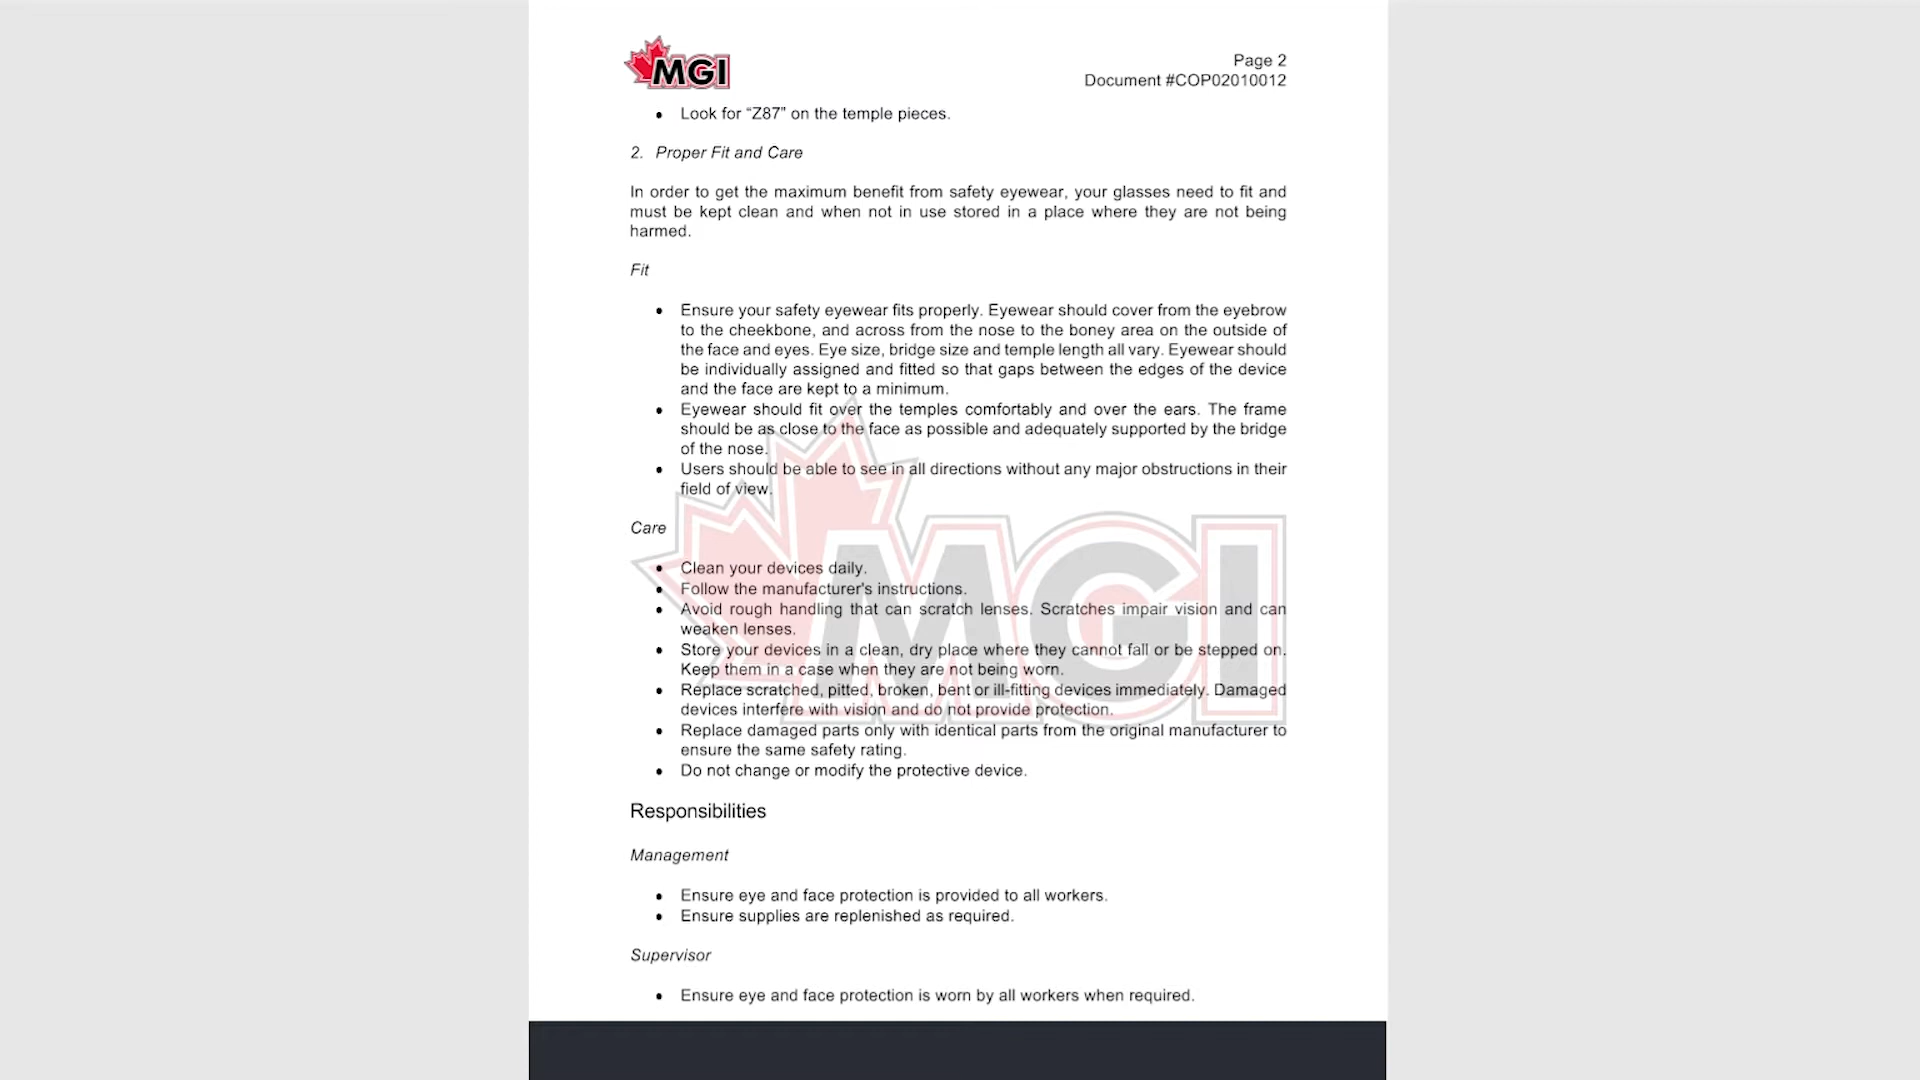 MGI
Page 2
Document #COP02010012
• Look for “Z87” on the temple pieces.
2. Proper Fit and Care
In order to get the maximum benefit from safety eyewear, your glasses need to fit and
must be kept clean and when not in use stored in a place where they are not being
harmed.
Fit
• Ensure your safety eyewear fits properly. Eyewear should cover from the eyebrow
to the cheekbone, and across from the nose to the boney area on the outside of
the face and eyes. Eye size, bridge size and temple length all vary. Eyewear should
be individually assigned and fitted so that gaps between the edges of the device
and the face are kept to a minimum.
• Eyewear should fit over the temples comfortably and over the ears. The frame
should be as close to the face as possible and adequately supported by the bridge
of the nose.
• Users should be able to see in all directions without any major obstructions in their
field of view.
Care
• Clean your devices daily.
• Follow the manufacturer's instructions.
• Avoid rough handling that can scratch lenses. Scratches impair vision and can
weaken lenses.
• Store your devices in a clean, dry place where they cannot fall or be stepped on.
Keep them in a case when they are not being worn.
• Replace scratched, pitted, broken, bent or ill-fitting devices immediately. Damaged
devices interfere with vision and do not provide protection.
• Replace damaged parts only with identical parts from the original manufacturer to
ensure the same safety rating.
• Do not change or modify the protective device.
MGI
Responsibilities
Management
• Ensure eye and face protection is provided to all workers.
• Ensure supplies are replenished as required.
Supervisor
• Ensure eye and face protection is worn by all workers when required.